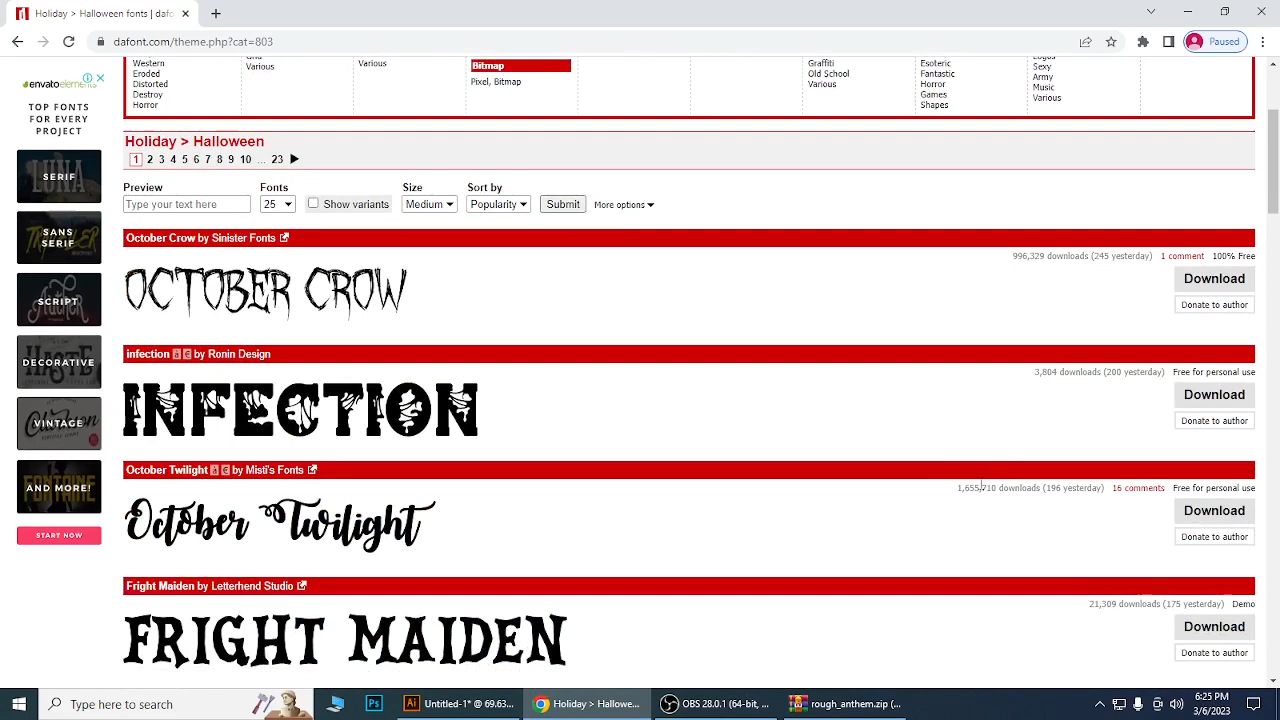 Holiday > Halloween fonts | dafo
dafont.com/theme.php?cat=803
Paused
envato elements
TOP FONTS
FOR EVERY
PROJECT
LUNA
SERIF
SANS
SERIF
SCRIPT
HASTE
DECORATIVE
VINTAGE
FONTAINE
AND MORE!
START NOW
Western
Eroded
Distorted
Destroy
Horror
Various
Various
Bitmap
Pixel, Bitmap
Graffiti
Old School
Various
Esoteric
Fantastic
Horror
Games
Shapes
Sexy
Army
Music
Various
Holiday > Halloween
1 2 3 4 5 6 7 8 9 10 ... 23
Preview Fonts Size Sort by
Type your text here 25 Show variants Medium Popularity Submit More options
October Crow by Sinister Fonts
996,329 downloads (245 yesterday) 1 comment 100% Free
OCTOBER CROW
Download
Donate to author
infection à € by Ronin Design
3,804 downloads (200 yesterday) Free for personal use
INFECTION
Download
Donate to author
October Twilight à € by Misti's Fonts
1,655,710 downloads (196 yesterday) 16 comments Free for personal use
October Twilight
Download
Donate to author
Fright Maiden by Letterhend Studio
21,309 downloads (175 yesterday) Demo
FRIGHT MAIDEN
Download
Donate to author
Type here to search
Ps
Ai Untitled-1* @ 69.63...
Holiday > Hallowe...
OBS 28.0.1 (64-bit, ...
rough_anthem.zip (...
6:25 PM
3/6/2023